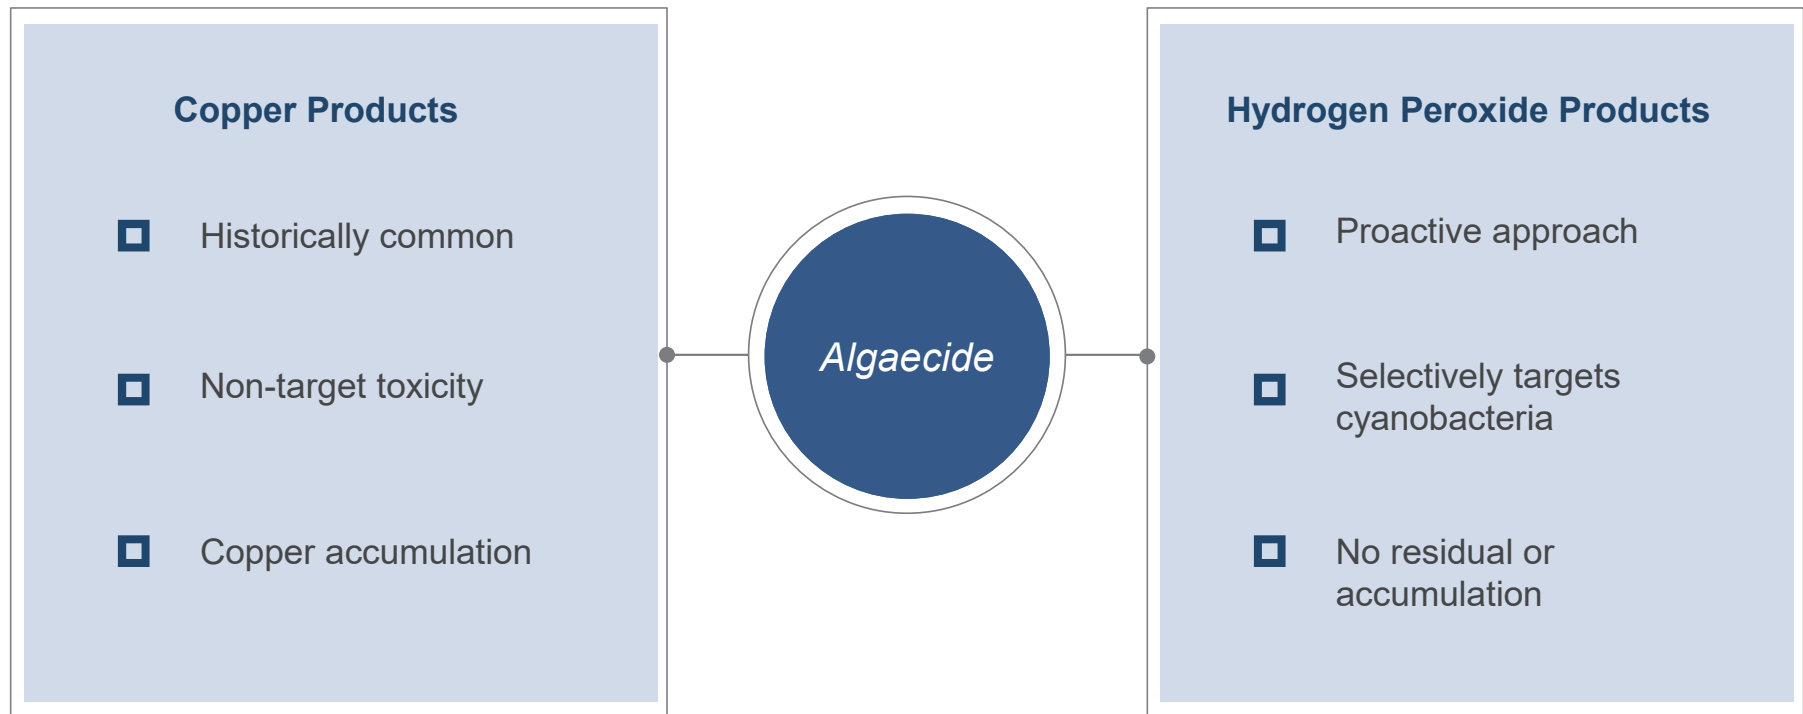 Copper Products
Historically common
Non-target toxicity
Copper accumulation
Algaecide
Hydrogen Peroxide Products
Proactive approach
Selectively targets
cyanobacteria
No residual or
accumulation